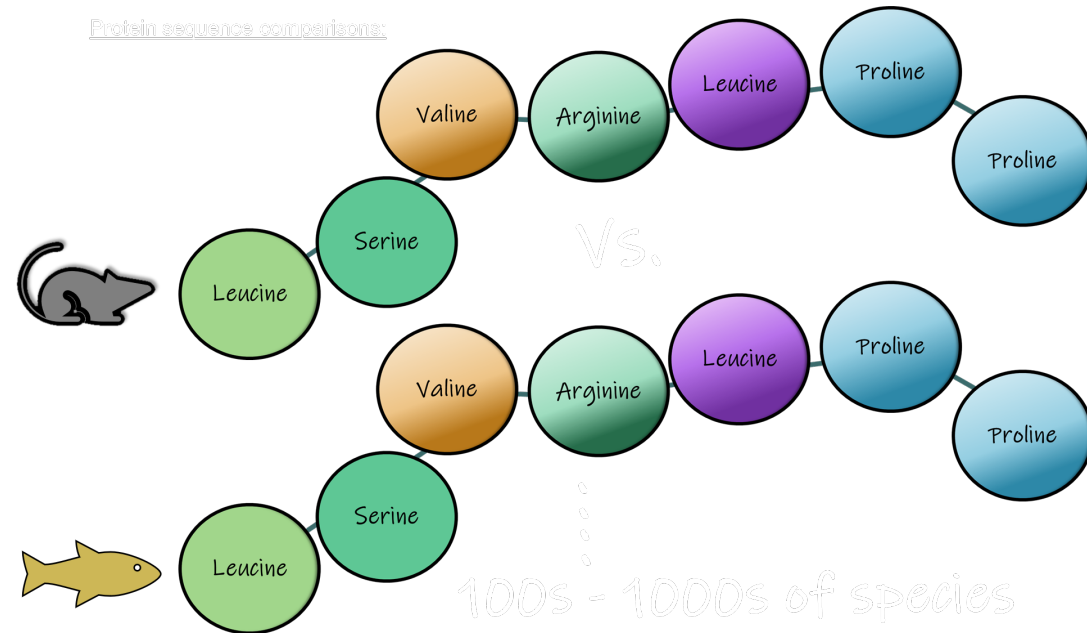 Protein sequence comparisons:
Leucine
Serine
Valine
Arginine
Leucine
Proline
Proline
Vs.
Leucine
Serine
Valine
Arginine
Leucine
Proline
Proline
100s - 1000s of species